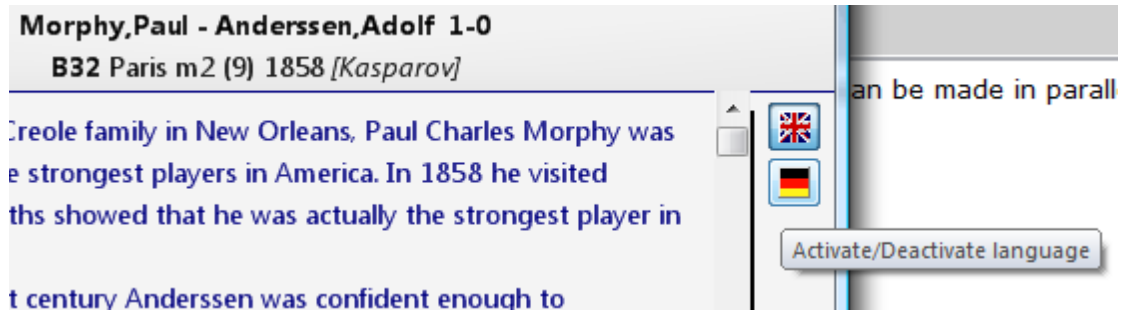 Morphy,Paul - Anderssen,Adolf 1-0
B32 Paris m2 (9) 1858 [Kasparov]
an be made in parall
Creole family in New Orleans, Paul Charles Morphy was
e strongest players in America. In 1858 he visited
ths showed that he was actually the strongest player in
Activate/Deactivate language
t century Anderssen was confident enough to